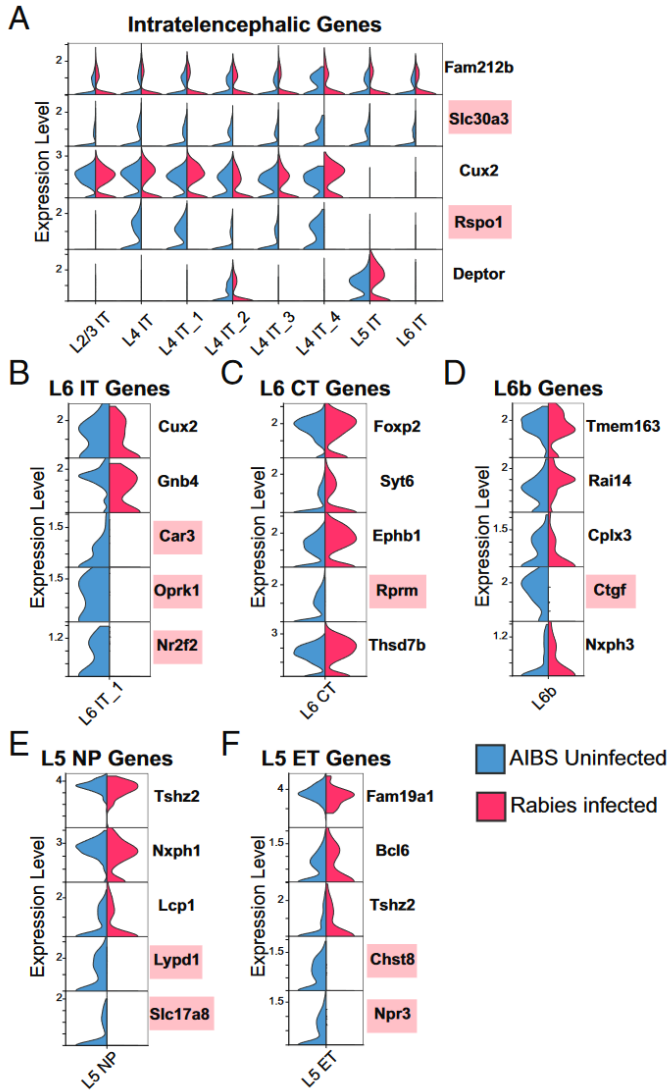 A
Intratelencephalic Genes
Expression Level
2
Fam212b
2
Slc30a3
3
Cux2
2
Rspo1
2
Deptor
L2/3 IT
L4 IT
L4 IT_1
L4 IT_2
L4 IT_3
L4 IT_4
L5 IT
L6 IT
B
L6 IT Genes
Expression Level
2
Cux2
2
Gnb4
1.5
Car3
1.5
Oprk1
1.2
Nr2f2
L6 IT_1
C
L6 CT Genes
Expression Level
2
Foxp2
2
Syt6
2
Ephb1
2
Rprm
3
Thsd7b
L6 CT
D
L6b Genes
Expression Level
2
Tmem163
2
Rai14
1.5
Cplx3
2
Ctgf
1.2
Nxph3
L6b
E
L5 NP Genes
Expression Level
4
Tshz2
3
Nxph1
2
Lcp1
2
Lypd1
2
Slc17a8
L5 NP
F
L5 ET Genes
Expression Level
4
Fam19a1
1.5
Bcl6
2
Tshz2
1.5
Chst8
1.5
Npr3
L5 ET
AIBS Uninfected
Rabies infected